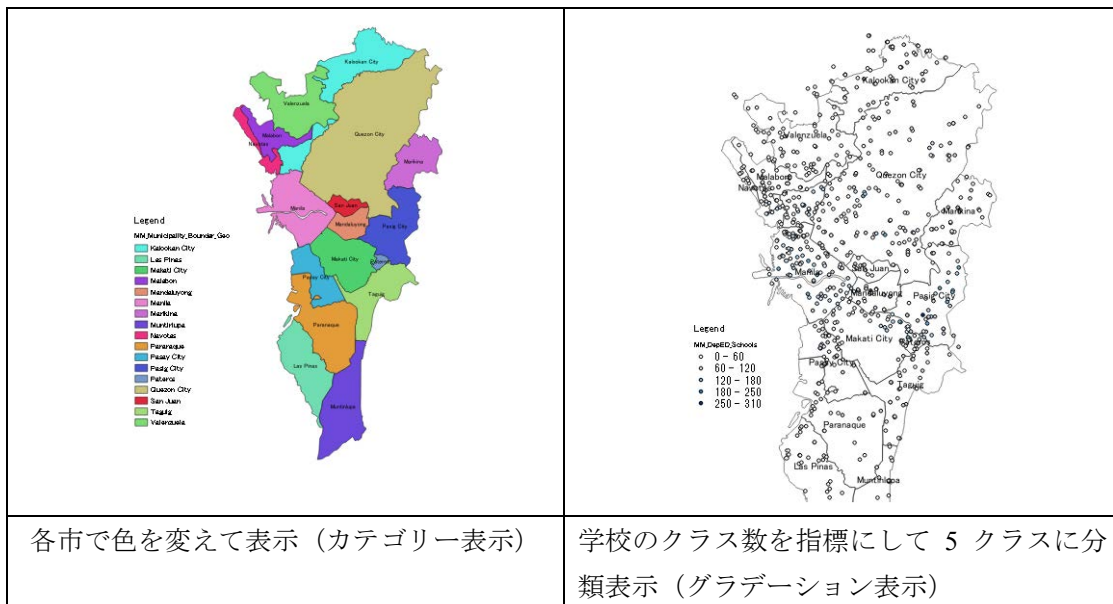 Kalookan City
Valenzuela
Malabon
Navotas
Quezon City
Marikina
Manila
San Juan
Mandaluyong
Pasig City
Makati City
Pateros
Pasay City
Taguig
Paranaque
Las Pinas
Muntinlupa
Legend
MM_Municipality_Boundar_Geo
Kalookan City
Las Pinas
Makati City
Malabon
Mandaluyong
Manila
Marikina
Muntinlupa
Navotas
Paranaque
Pasay City
Pasig City
Pateros
Quezon City
San Juan
Taguig
Valenzuela
Kalookan City
Valenzuela
Malabon
Navotas
Quezon City
Marikina
Manila
San Juan
Mandaluyong
Pasig City
Makati City
Pateros
Pasay City
Taguig
Paranaque
Las Pinas
Muntinlupa
Legend
MM_DepED_Schools
0 - 60
60 - 120
120 - 180
180 - 250
250 - 310
各市で色を変えて表示（カテゴリー表示）
学校のクラス数を指標にして 5 クラスに分
類表示（グラデーション表示）